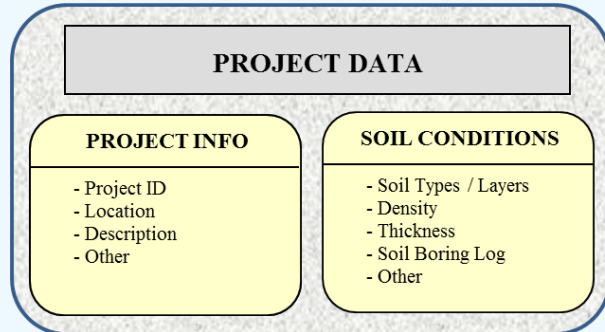 PROJECT DATA
PROJECT INFO
- Project ID
- Location
- Description
- Other
SOIL CONDITIONS
- Soil Types / Layers
- Density
- Thickness
- Soil Boring Log
- Other